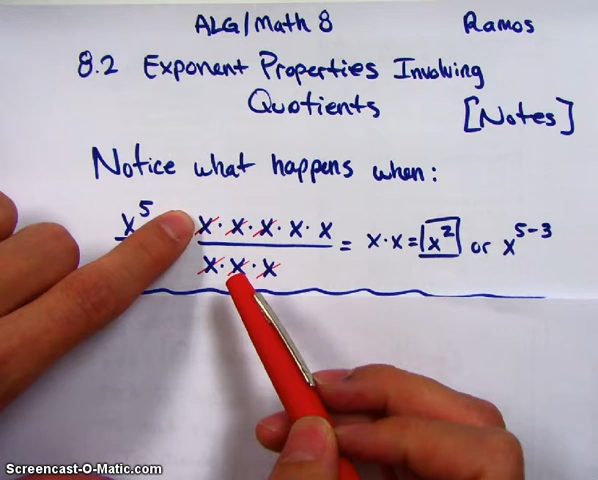 ALG/Math 8 Ramos
8.2 Exponent Properties Involving
Quotients [Notes]
Notice what happens when:
x⁵ x·x·x·x·x
= x·x = x² or x⁵⁻³
x·x·x
Screencast-O-Matic.com